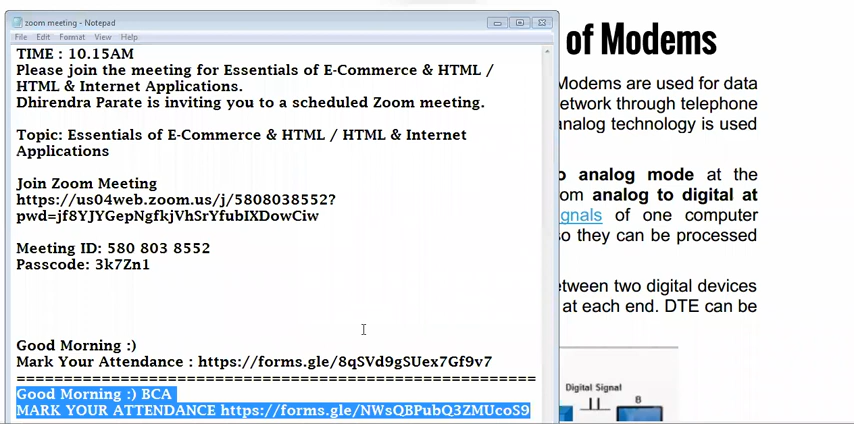 zoom meeting - Notepad
File Edit Format View Help
TIME : 10.15AM
Please join the meeting for Essentials of E-Commerce & HTML /
HTML & Internet Applications.
Dhirendra Parate is inviting you to a scheduled Zoom meeting.
Topic: Essentials of E-Commerce & HTML / HTML & Internet
Applications
Join Zoom Meeting
https://us04web.zoom.us/j/5808038552?
pwd=jf8YJYGepNgfkjVhSrYfubIXDowCiw
Meeting ID: 580 803 8552
Passcode: 3k7Zn1
Good Morning :)
Mark Your Attendance : https://forms.gle/8qSVd9gSUex7Gf9v7
================================================
Good Morning :) BCA
MARK YOUR ATTENDANCE https://forms.gle/NWsQBPubQ3ZMUcoS9
of Modems
Modems are used for data
network through telephone
analog technology is used
o analog mode at the
om analog to digital at
gnals of one computer
so they can be processed
etween two digital devices
at each end. DTE can be
Digital Signal
B